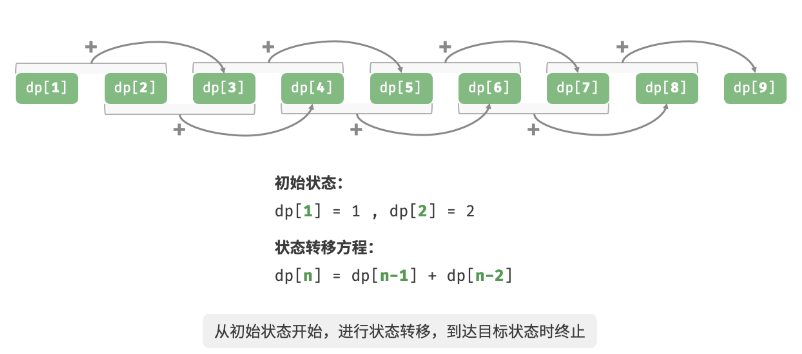 + + + +
dp[1] dp[2] dp[3] dp[4] dp[5] dp[6] dp[7] dp[8] dp[9]
+ + +
初始状态：
dp[1] = 1 , dp[2] = 2
状态转移方程：
dp[n] = dp[n-1] + dp[n-2]
从初始状态开始，进行状态转移，到达目标状态时终止